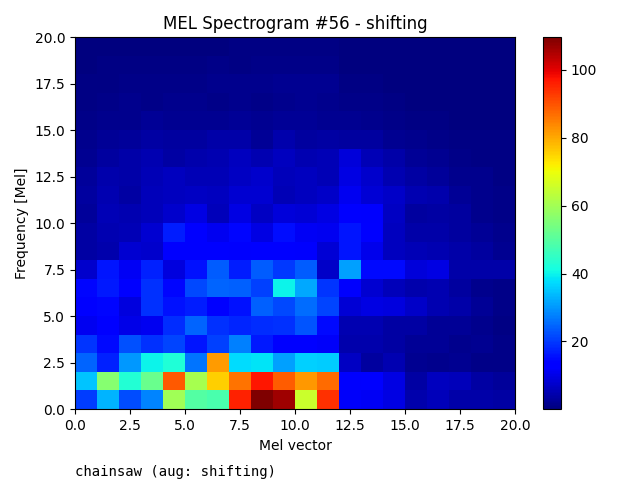 MEL Spectrogram #56 - shifting
20.0
17.5
15.0
12.5
10.0
7.5
5.0
2.5
0.0
Frequency [Mel]
0.0 2.5 5.0 7.5 10.0 12.5 15.0 17.5 20.0
Mel vector
100
80
60
40
20
chainsaw (aug: shifting)